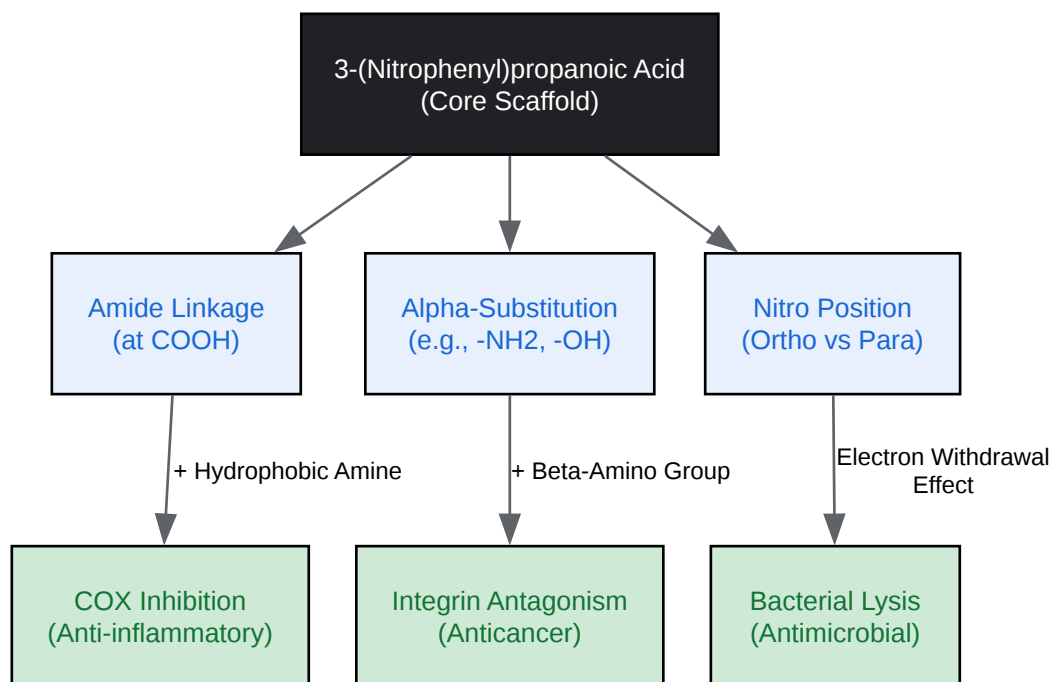 3-(Nitrophenyl)propanoic Acid
(Core Scaffold)
Amide Linkage
(at COOH)
Alpha-Substitution
(e.g., -NH2, -OH)
Nitro Position
(Ortho vs Para)
+ Hydrophobic Amine
+ Beta-Amino Group
Electron Withdrawal
Effect
COX Inhibition
(Anti-inflammatory)
Integrin Antagonism
(Anticancer)
Bacterial Lysis
(Antimicrobial)